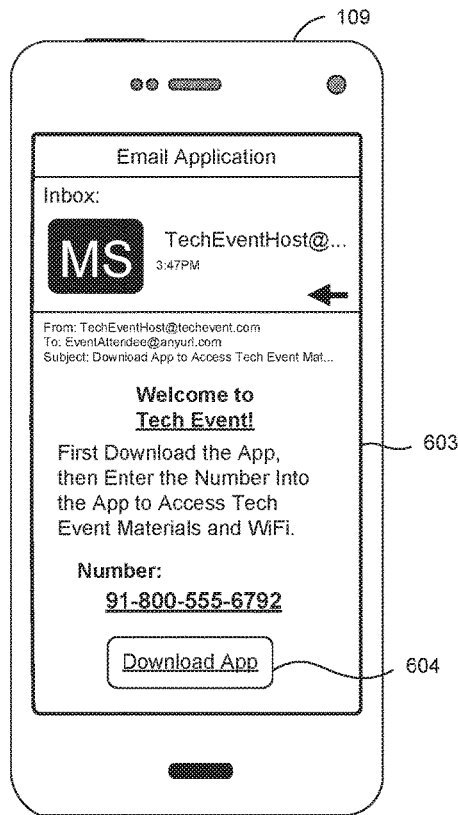 109
Email Application
Inbox:
MS
TechEventHost@...
3:47PM
From: TechEventHost@techevent.com
To: EventAttendee@anyurl.com
Subject: Download App to Access Tech Event Mat...
Welcome to
Tech Event!
603
First Download the App,
then Enter the Number Into
the App to Access Tech
Event Materials and WiFi.
Number:
91-800-555-6792
Download App
604